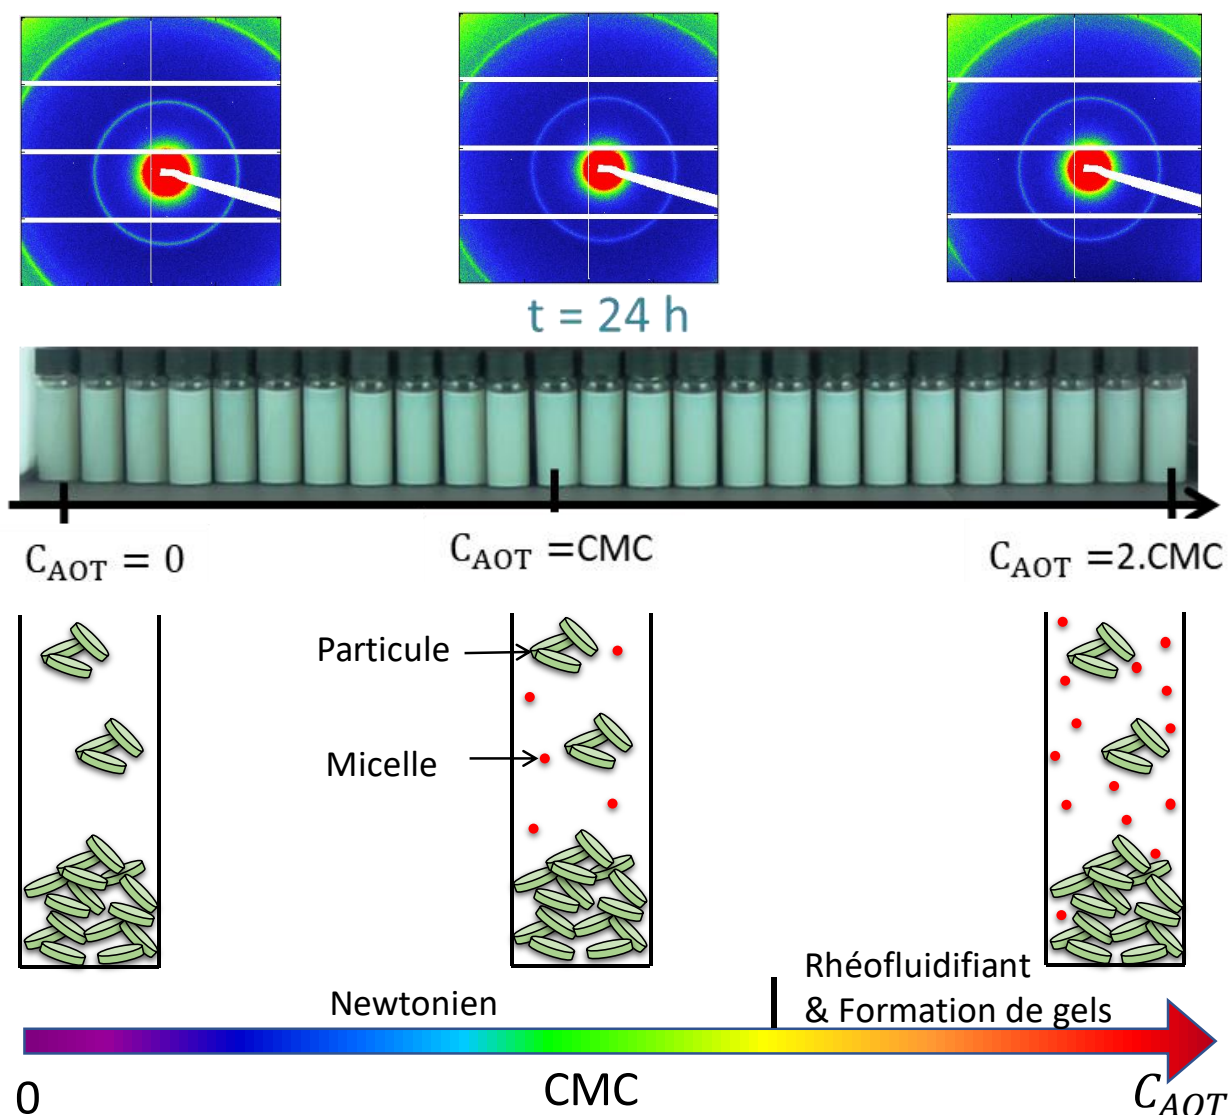 t = 24 h
C_AOT = 0
C_AOT =CMC
C_AOT =2.CMC
Particule
Micelle
Rhéofluidifiant
& Formation de gels
Newtonien
0
CMC
C_AOT